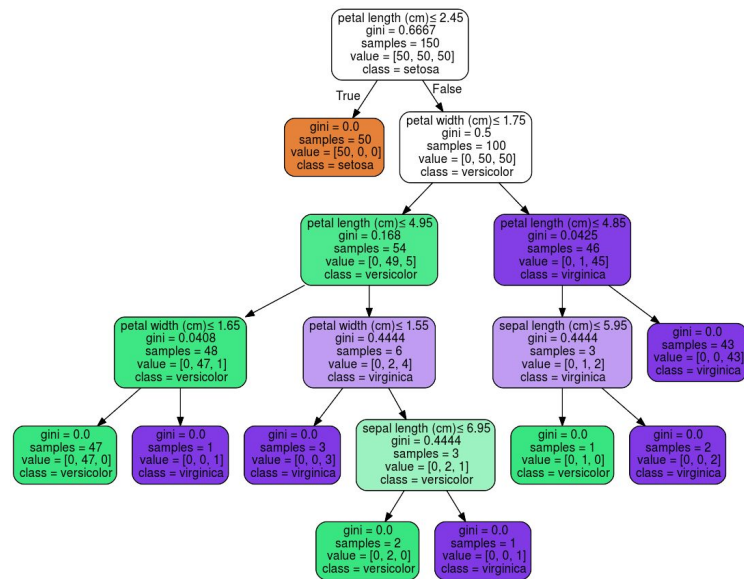 petal length (cm)≤ 2.45
gini = 0.6667
samples = 150
value = [50, 50, 50]
class = setosa
True
False
gini = 0.0
samples = 50
value = [50, 0, 0]
class = setosa
petal width (cm)≤ 1.75
gini = 0.5
samples = 100
value = [0, 50, 50]
class = versicolor
petal length (cm)≤ 4.95
gini = 0.168
samples = 54
value = [0, 49, 5]
class = versicolor
petal length (cm)≤ 4.85
gini = 0.0425
samples = 46
value = [0, 1, 45]
class = virginica
petal width (cm)≤ 1.65
gini = 0.0408
samples = 48
value = [0, 47, 1]
class = versicolor
petal width (cm)≤ 1.55
gini = 0.4444
samples = 6
value = [0, 2, 4]
class = virginica
sepal length (cm)≤ 5.95
gini = 0.4444
samples = 3
value = [0, 1, 2]
class = virginica
gini = 0.0
samples = 43
value = [0, 0, 43]
class = virginica
gini = 0.0
samples = 47
value = [0, 47, 0]
class = versicolor
gini = 0.0
samples = 1
value = [0, 0, 1]
class = virginica
gini = 0.0
samples = 3
value = [0, 0, 3]
class = virginica
sepal length (cm)≤ 6.95
gini = 0.4444
samples = 3
value = [0, 2, 1]
class = versicolor
gini = 0.0
samples = 1
value = [0, 1, 0]
class = versicolor
gini = 0.0
samples = 2
value = [0, 0, 2]
class = virginica
gini = 0.0
samples = 2
value = [0, 2, 0]
class = versicolor
gini = 0.0
samples = 1
value = [0, 0, 1]
class = virginica